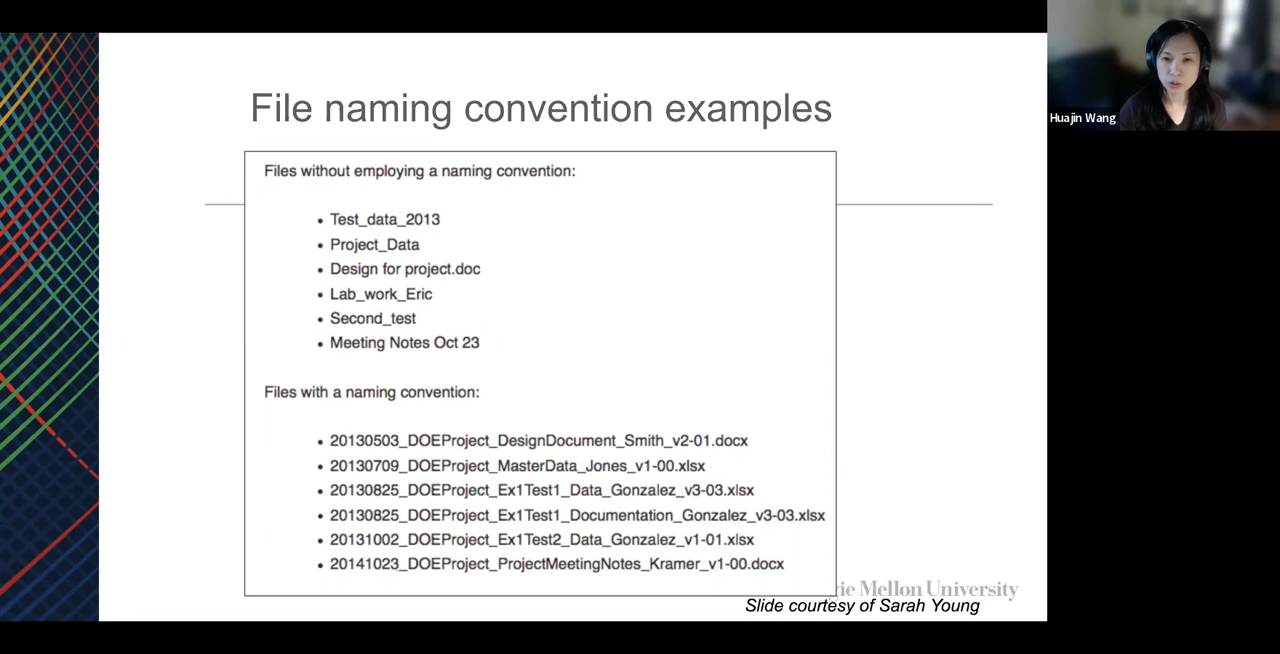 File naming convention examples
Files without employing a naming convention:
• Test_data_2013
• Project_Data
• Design for project.doc
• Lab_work_Eric
• Second_test
• Meeting Notes Oct 23
Files with a naming convention:
• 20130503_DOEProject_DesignDocument_Smith_v2-01.docx
• 20130709_DOEProject_MasterData_Jones_v1-00.xlsx
• 20130825_DOEProject_Ex1Test1_Data_Gonzalez_v3-03.xlsx
• 20130825_DOEProject_Ex1Test1_Documentation_Gonzalez_v3-03.xlsx
• 20131002_DOEProject_Ex1Test2_Data_Gonzalez_v1-01.xlsx
• 20141023_DOEProject_ProjectMeetingNotes_Kramer_v1-00.docx
Mellon University
Slide courtesy of Sarah Young
Huajin Wang